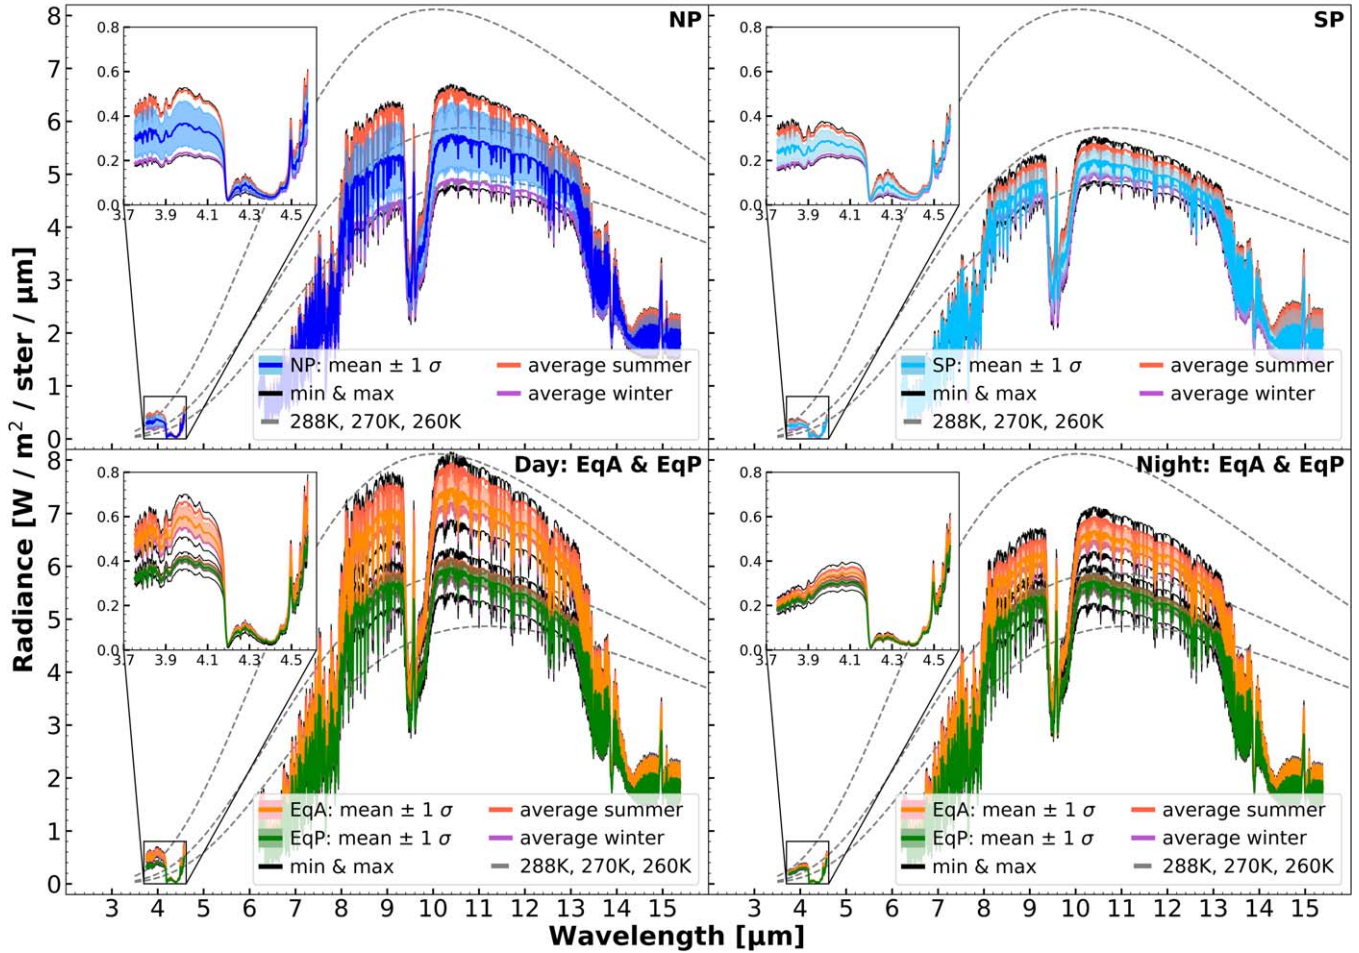 NP
SP
8
7
6
5
4
3
2
1
0
0.8
0.6
0.4
0.2
0.0
3.7 3.9 4.1 4.3 4.5
NP: mean ± 1 σ
min & max
288K, 270K, 260K
average summer
average winter
0.8
0.6
0.4
0.2
0.0
3.7 3.9 4.1 4.3 4.5
SP: mean ± 1 σ
min & max
288K, 270K, 260K
average summer
average winter
Day: EqA & EqP
Night: EqA & EqP
8
7
6
5
4
3
2
1
0
0.8
0.6
0.4
0.2
0.0
3.7 3.9 4.1 4.3 4.5
EqA: mean ± 1 σ
EqP: mean ± 1 σ
min & max
average summer
average winter
288K, 270K, 260K
0.8
0.6
0.4
0.2
0.0
3.7 3.9 4.1 4.3 4.5
EqA: mean ± 1 σ
EqP: mean ± 1 σ
min & max
average summer
average winter
288K, 270K, 260K
3 4 5 6 7 8 9 10 11 12 13 14 15
3 4 5 6 7 8 9 10 11 12 13 14 15
Radiance [W / m² / ster / μm]
Wavelength [μm]